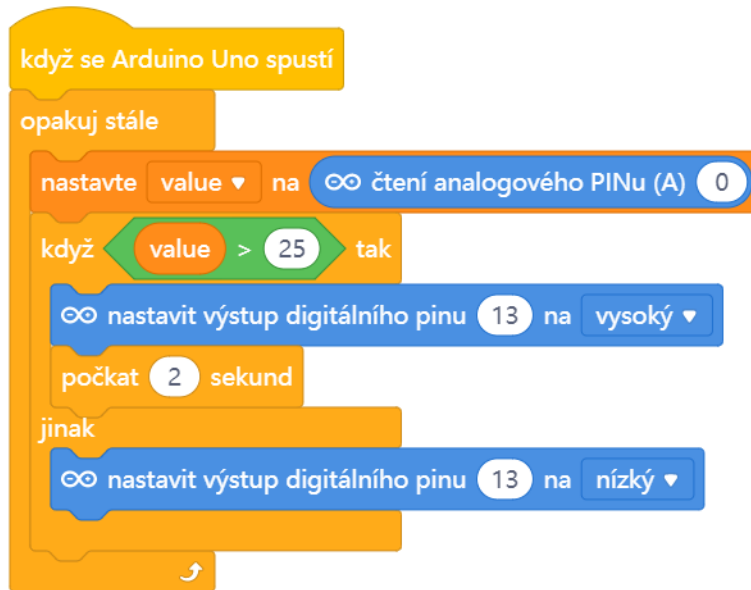 když se Arduino Uno spustí
opakuj stále
nastavte value na čtení analogového PINu (A) 0
když value > 25 tak
nastavit výstup digitálního pinu 13 na vysoký
počkat 2 sekund
jinak
nastavit výstup digitálního pinu 13 na nízký